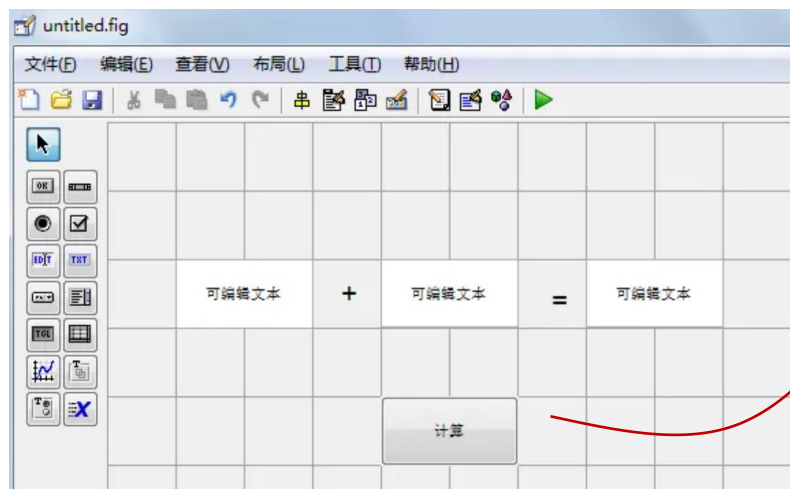 untitled.fig
文件(F) 编辑(E) 查看(V) 布局(L) 工具(T) 帮助(H)
OK
EDIT TXT
TGL
可编辑文本 + 可编辑文本 = 可编辑文本
计算